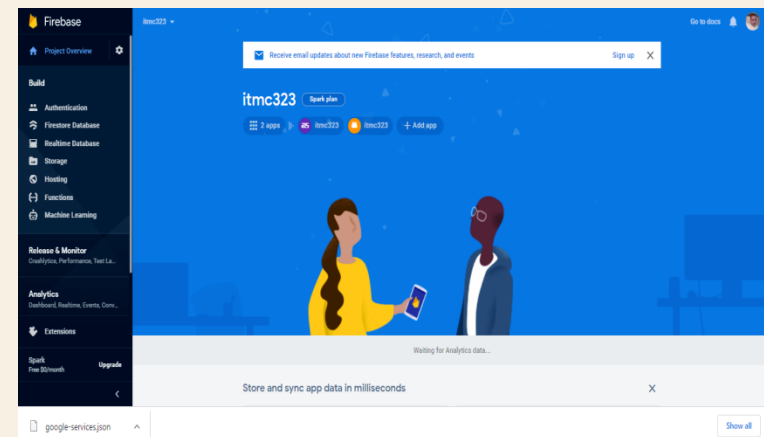 Firebase
Project Overview
Build
Authentication
Firestore Database
Realtime Database
Storage
Hosting
Functions
Machine Learning
Release & Monitor
Crashlytics, Performance, Test La...
Analytics
Dashboard, Realtime, Events, Conv...
Extensions
Spark
Free $0/month
Upgrade
itmc323
Go to docs
Receive email updates about new Firebase features, research, and events
Sign up
itmc323 Spark plan
2 apps itmc323 itmc323 + Add app
Waiting for Analytics data...
Store and sync app data in milliseconds
google-services.json
Show all